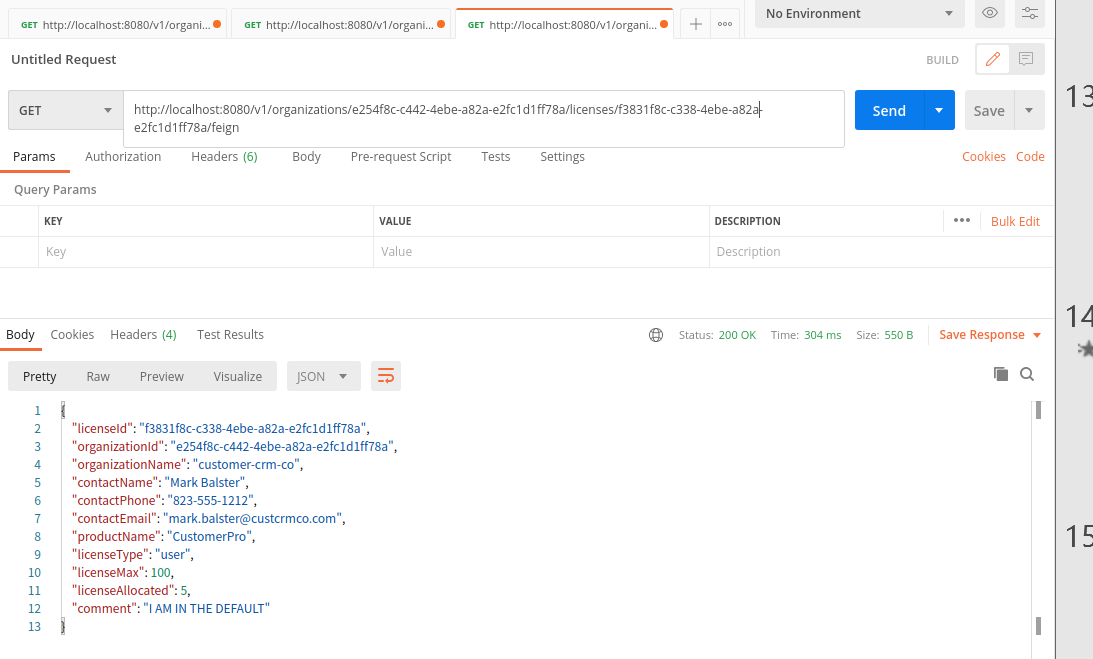 GET http://localhost:8080/v1/organi... GET http://localhost:8080/v1/organi... GET http://localhost:8080/v1/organi... + ••• No Environment
Untitled Request BUILD
GET http://localhost:8080/v1/organizations/e254f8c-c442-4ebe-a82a-e2fc1d1ff78a/licenses/f3831f8c-c338-4ebe-a82a- Send Save
e2fc1d1ff78a/feign
Params Authorization Headers (6) Body Pre-request Script Tests Settings Cookies Code
Query Params
KEY VALUE DESCRIPTION ••• Bulk Edit
Key Value Description
Body Cookies Headers (4) Test Results Status: 200 OK Time: 304 ms Size: 550 B Save Response
Pretty Raw Preview Visualize JSON
1 {
2 "licenseId": "f3831f8c-c338-4ebe-a82a-e2fc1d1ff78a",
3 "organizationId": "e254f8c-c442-4ebe-a82a-e2fc1d1ff78a",
4 "organizationName": "customer-crm-co",
5 "contactName": "Mark Balster",
6 "contactPhone": "823-555-1212",
7 "contactEmail": "mark.balster@custcrmco.com",
8 "productName": "CustomerPro",
9 "licenseType": "user",
10 "licenseMax": 100,
11 "licenseAllocated": 5,
12 "comment": "I AM IN THE DEFAULT"
13 }
13
14
15